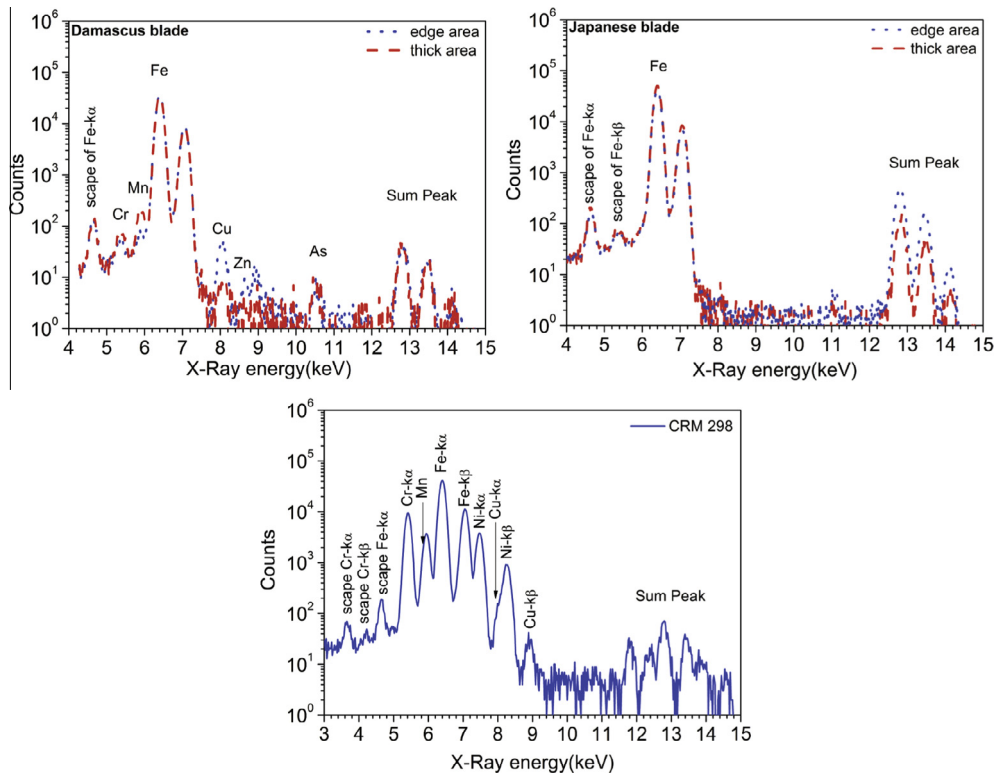 Damascus blade
edge area
thick area
Fe
scape of Fe-kα
Cr
Mn
Cu
Zn
As
Sum Peak
Counts
10⁶
10⁵
10⁴
10³
10²
10¹
10⁰
4 5 6 7 8 9 10 11 12 13 14 15
X-Ray energy(keV)
Japanese blade
edge area
thick area
Fe
scape of Fe-kα
scape of Fe-kβ
Sum Peak
Counts
10⁶
10⁵
10⁴
10³
10²
10¹
10⁰
4 5 6 7 8 9 10 11 12 13 14 15
X-Ray energy(keV)
CRM 298
scape Cr-kα
scape Cr-kβ
scape Fe-kα
Cr-kα
Mn
Fe-kα
Fe-kβ
Ni-kα
Cu-kα
Ni-kβ
Cu-kβ
Sum Peak
Counts
10⁶
10⁵
10⁴
10³
10²
10¹
10⁰
3 4 5 6 7 8 9 10 11 12 13 14 15
X-Ray energy(keV)